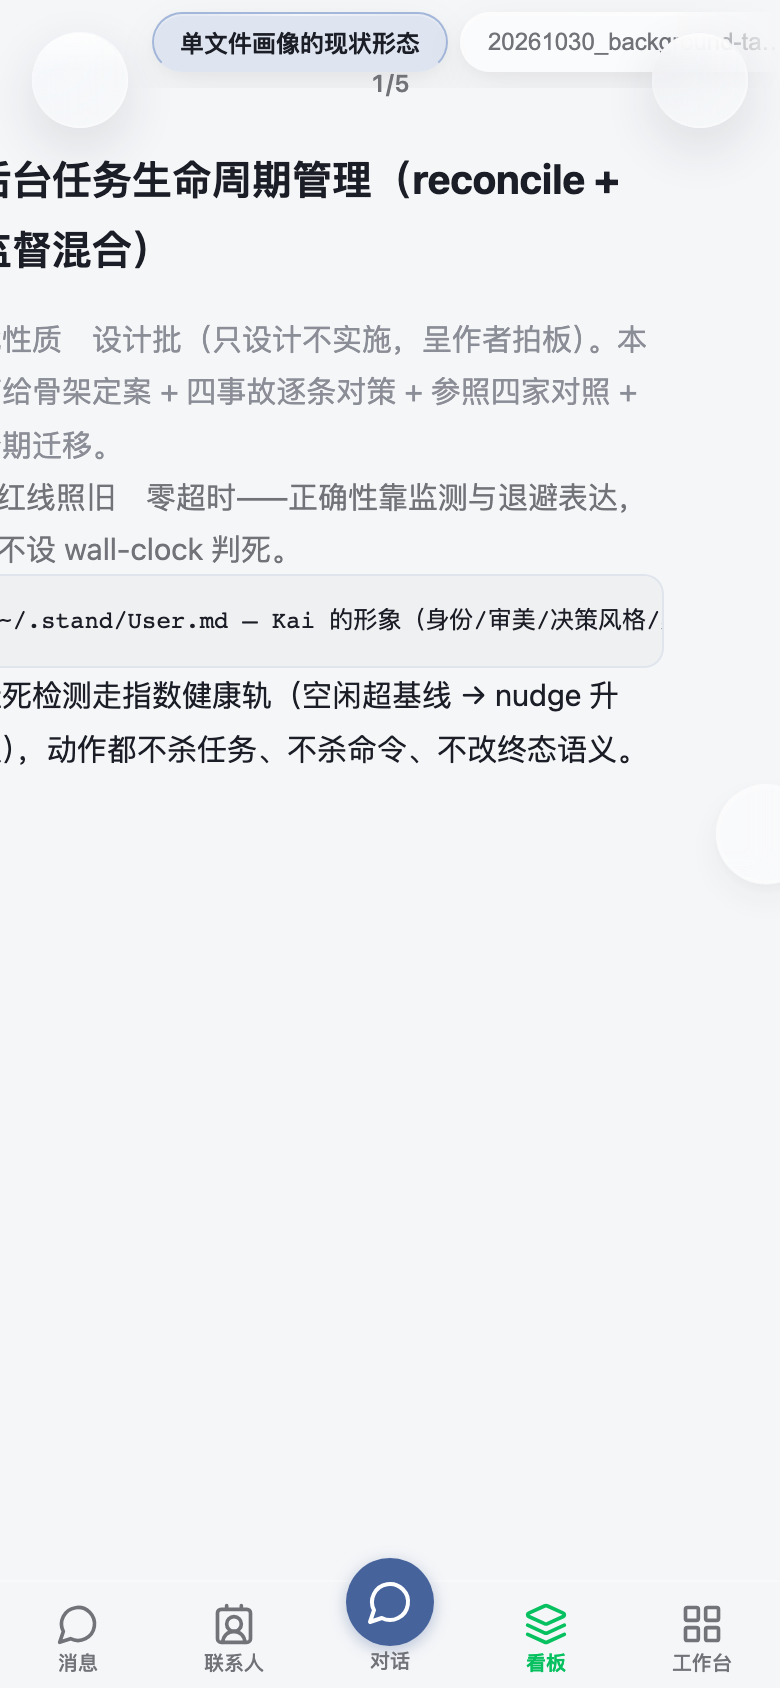 单文件画像的现状形态
20261030_background-ta...
1/5
后台任务生命周期管理（reconcile +
监督混合）
性质　设计批（只设计不实施，呈作者拍板）。本
给骨架定案 + 四事故逐条对策 + 参照四家对照 +
期迁移。
红线照旧　零超时——正确性靠监测与退避表达，
不设 wall-clock 判死。
~/.stand/User.md — Kai 的形象（身份/审美/决策风格/
死检测走指数健康轨（空闲超基线 → nudge 升
），动作都不杀任务、不杀命令、不改终态语义。
消息
联系人
对话
看板
工作台